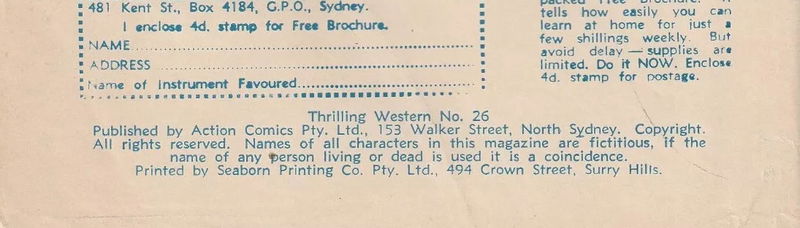 481 Kent St., Box 4184, G.P.O., Sydney.
I enclose 4d. stamp for Free Brochure.
NAME
ADDRESS
Name of Instrument Favoured
packed Free Brochure. It
tells how easily you can
learn at home for just a
few shillings weekly. But
avoid delay — supplies are
limited. Do it NOW. Enclose
4d. stamp for postage.
Thrilling Western No. 26
Published by Action Comics Pty. Ltd., 153 Walker Street, North Sydney. Copyright.
All rights reserved. Names of all characters in this magazine are fictitious, if the
name of any person living or dead is used it is a coincidence.
Printed by Seaborn Printing Co. Pty. Ltd., 494 Crown Street, Surry Hills.